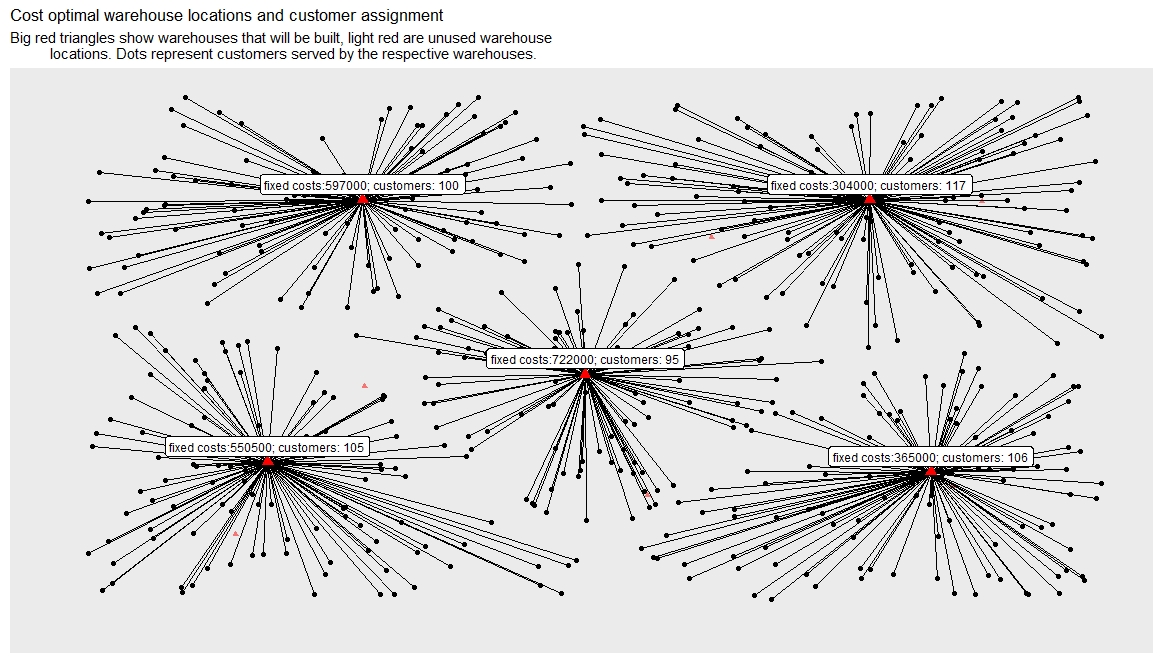 Cost optimal warehouse locations and customer assignment
Big red triangles show warehouses that will be built, light red are unused warehouse
locations. Dots represent customers served by the respective warehouses.
fixed costs:597000; customers: 100
fixed costs:304000; customers: 117
fixed costs:722000; customers: 95
fixed costs:550500; customers: 105
fixed costs:365000; customers: 106